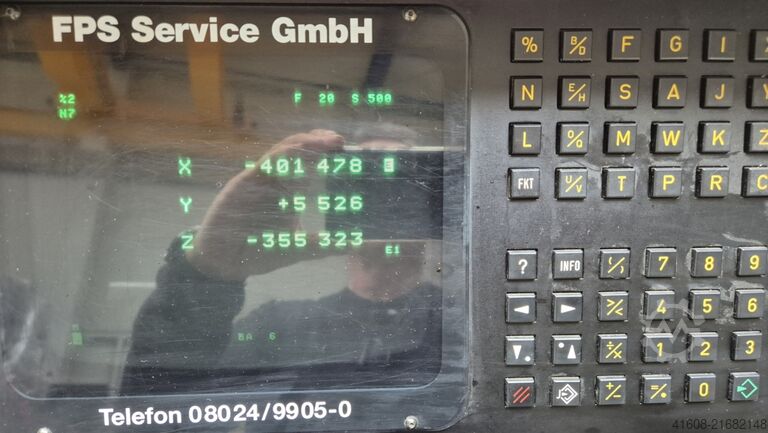 FPS Service GmbH
%2
N7
F 20 S 500
X -401 478 E
Y +5 526
Z -355 323 E1
BA 6
Telefon 08024/9905-0
% B/D F G I
N E/H S A J Y
L O/Q M W K Z
FKT U/V T P R C
? INFO 7 8 9
4 5 6
1 2 3
0
41608-21682148